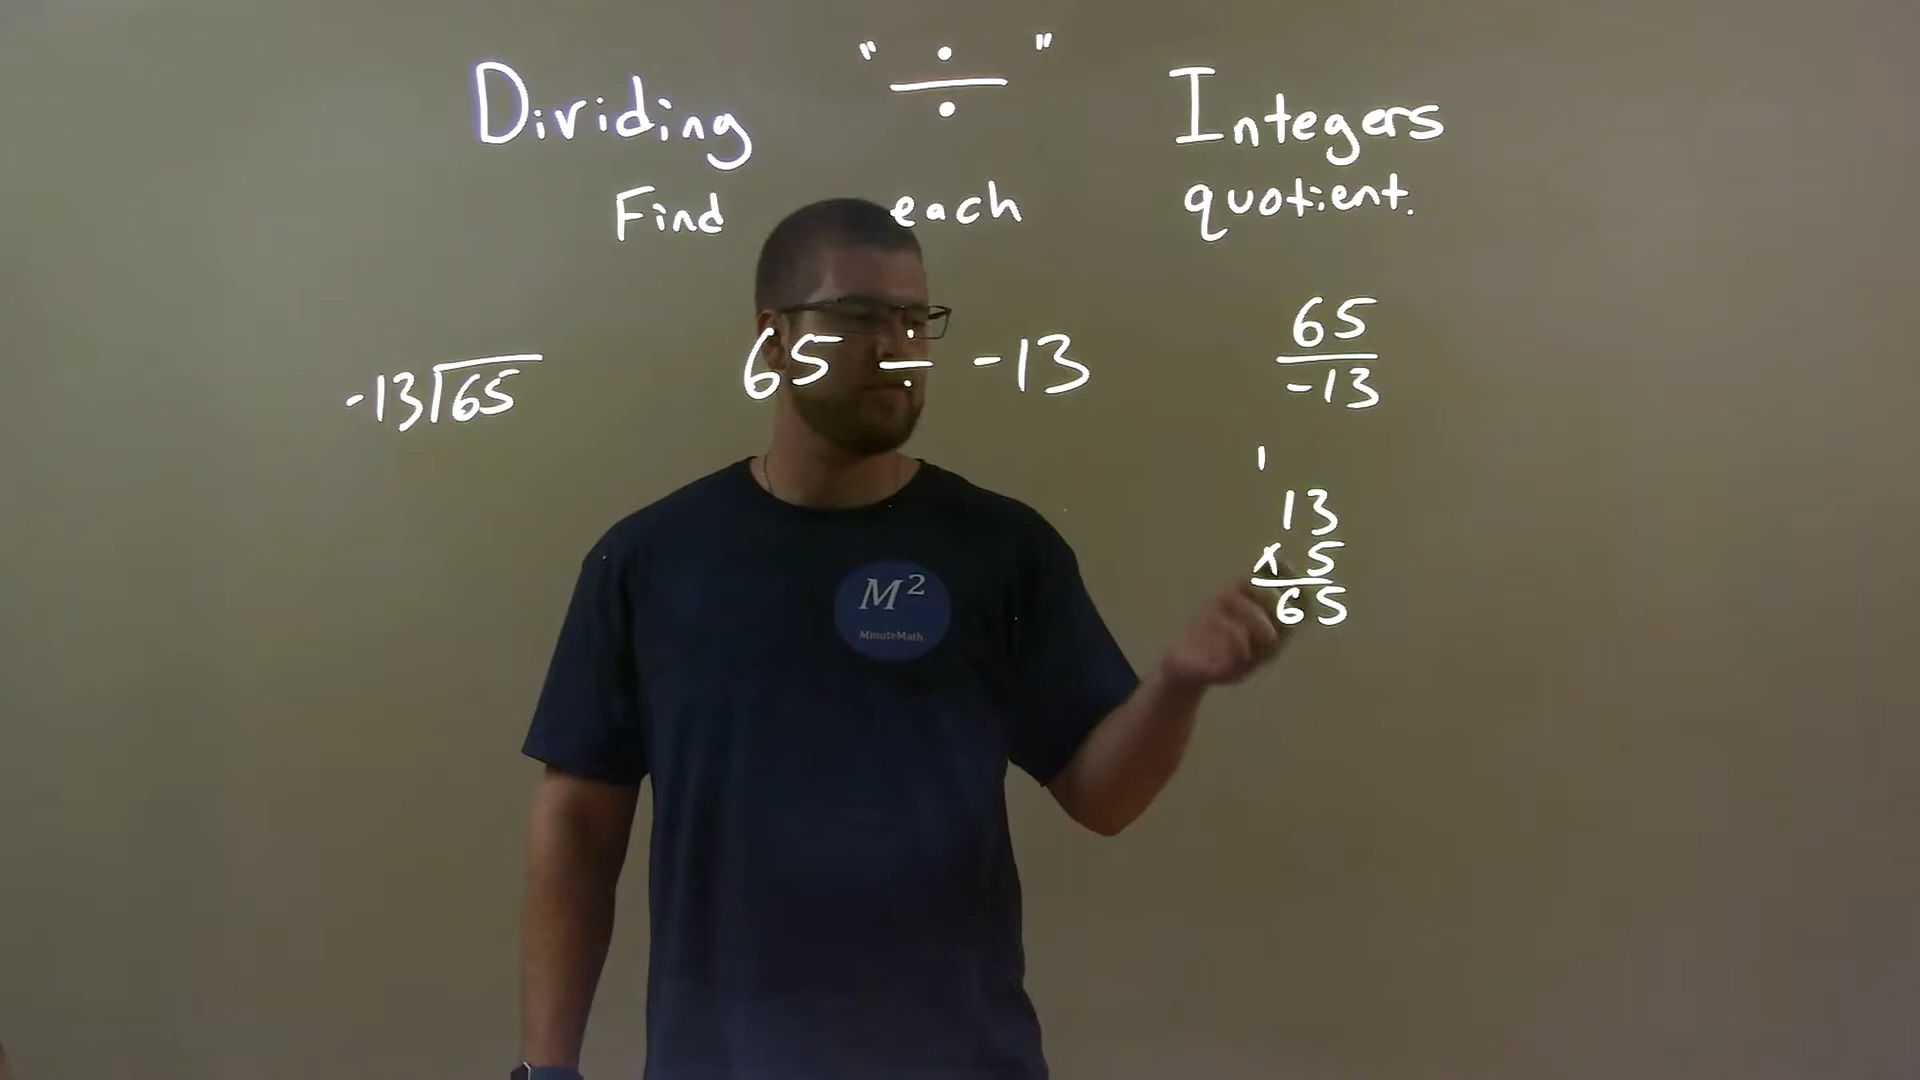 Dividing "÷" Integers
Find each quotient.
-13⟌65
65 ÷ -13
65
-13
1
13
x 5
65
M²
MinuteMath